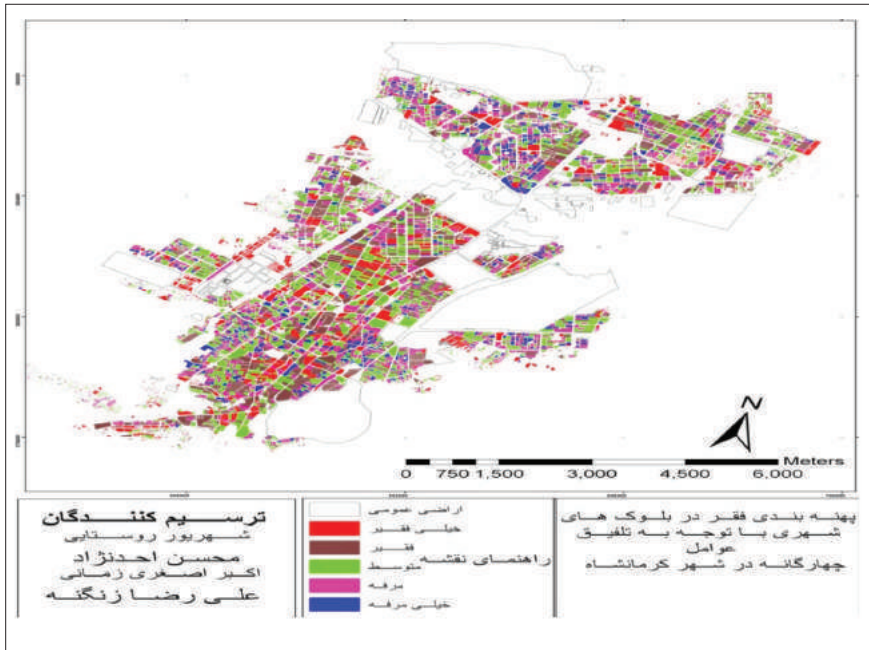 N
Meters
0 750 1,500 3,000 4,500 6,000
پهنه بندی فقر در بلوک های
شهری با توجه به تلفیق
عوامل
چهارگانه در شهر کرمانشاه
راهنمای نقشه
اراضی عمومی
خیلی فقیر
فقیر
متوسط
مرفه
خیلی مرفه
ترسیم کنندگان
شهریور روستایی
محسن احدنژاد
اکبر اصغری زمانی
علی رضا زنگنه